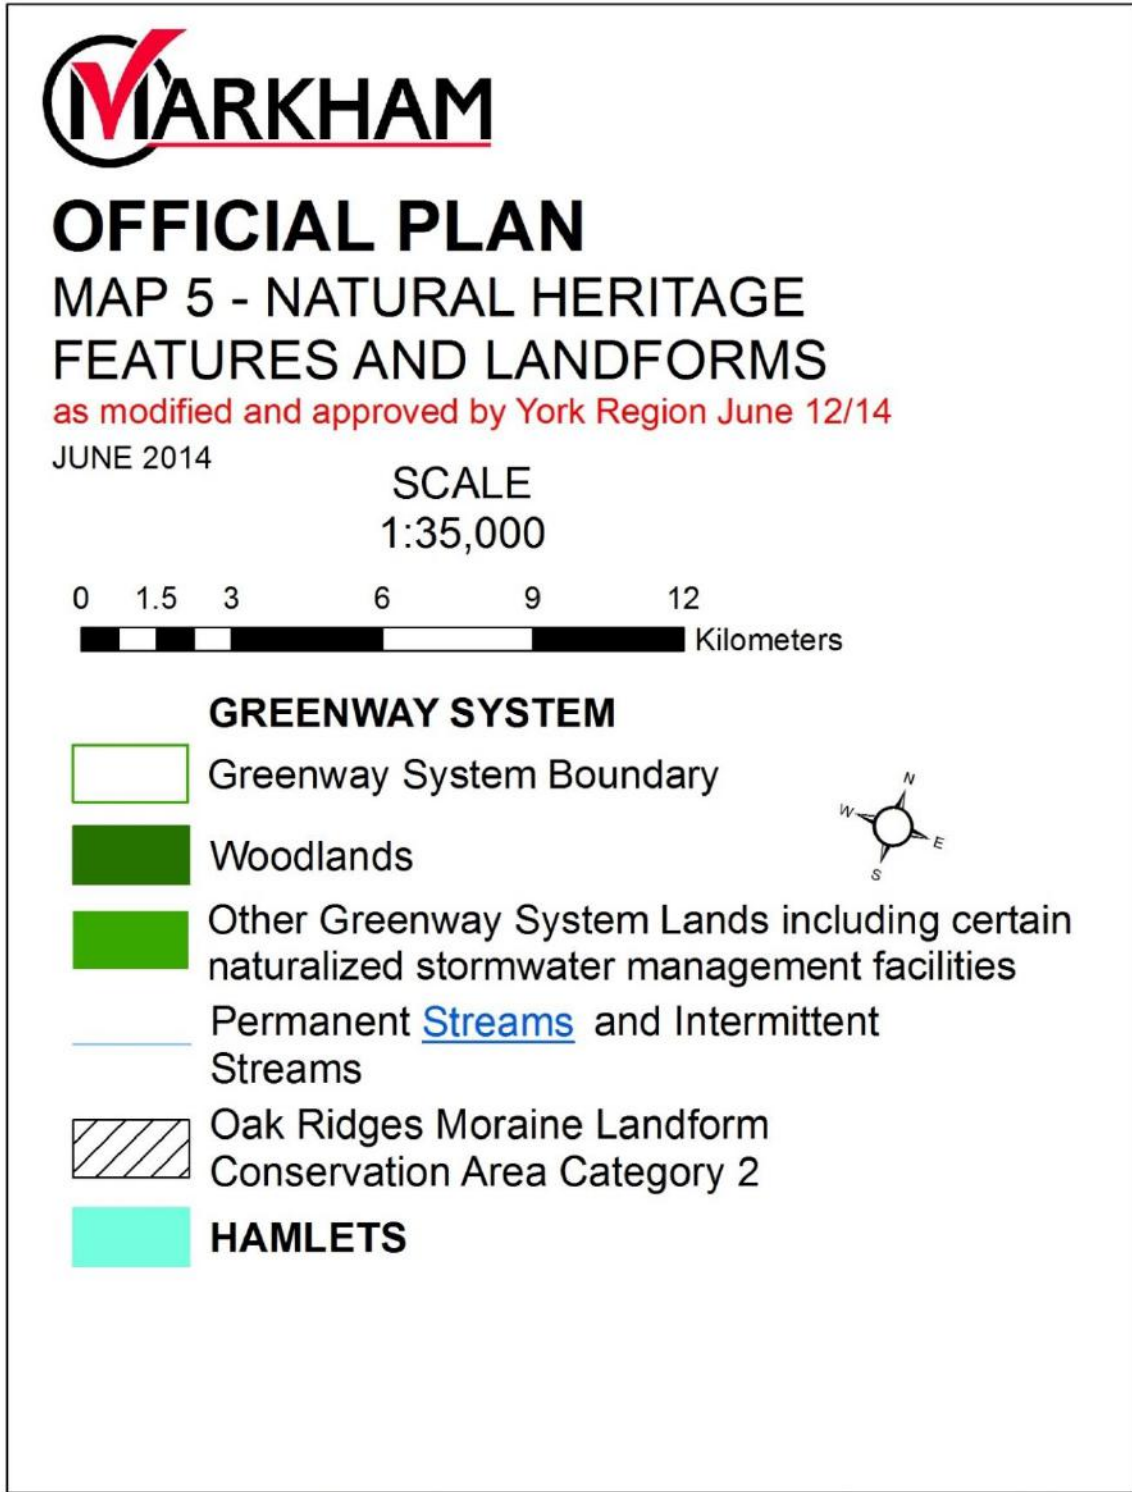 MARKHAM
OFFICIAL PLAN
MAP 5 - NATURAL HERITAGE
FEATURES AND LANDFORMS
as modified and approved by York Region June 12/14
JUNE 2014
SCALE
1:35,000
0 1.5 3 6 9 12
Kilometers
GREENWAY SYSTEM
Greenway System Boundary
N
W
E
S
Woodlands
Other Greenway System Lands including certain
naturalized stormwater management facilities
Permanent Streams and Intermittent
Streams
Oak Ridges Moraine Landform
Conservation Area Category 2
HAMLETS